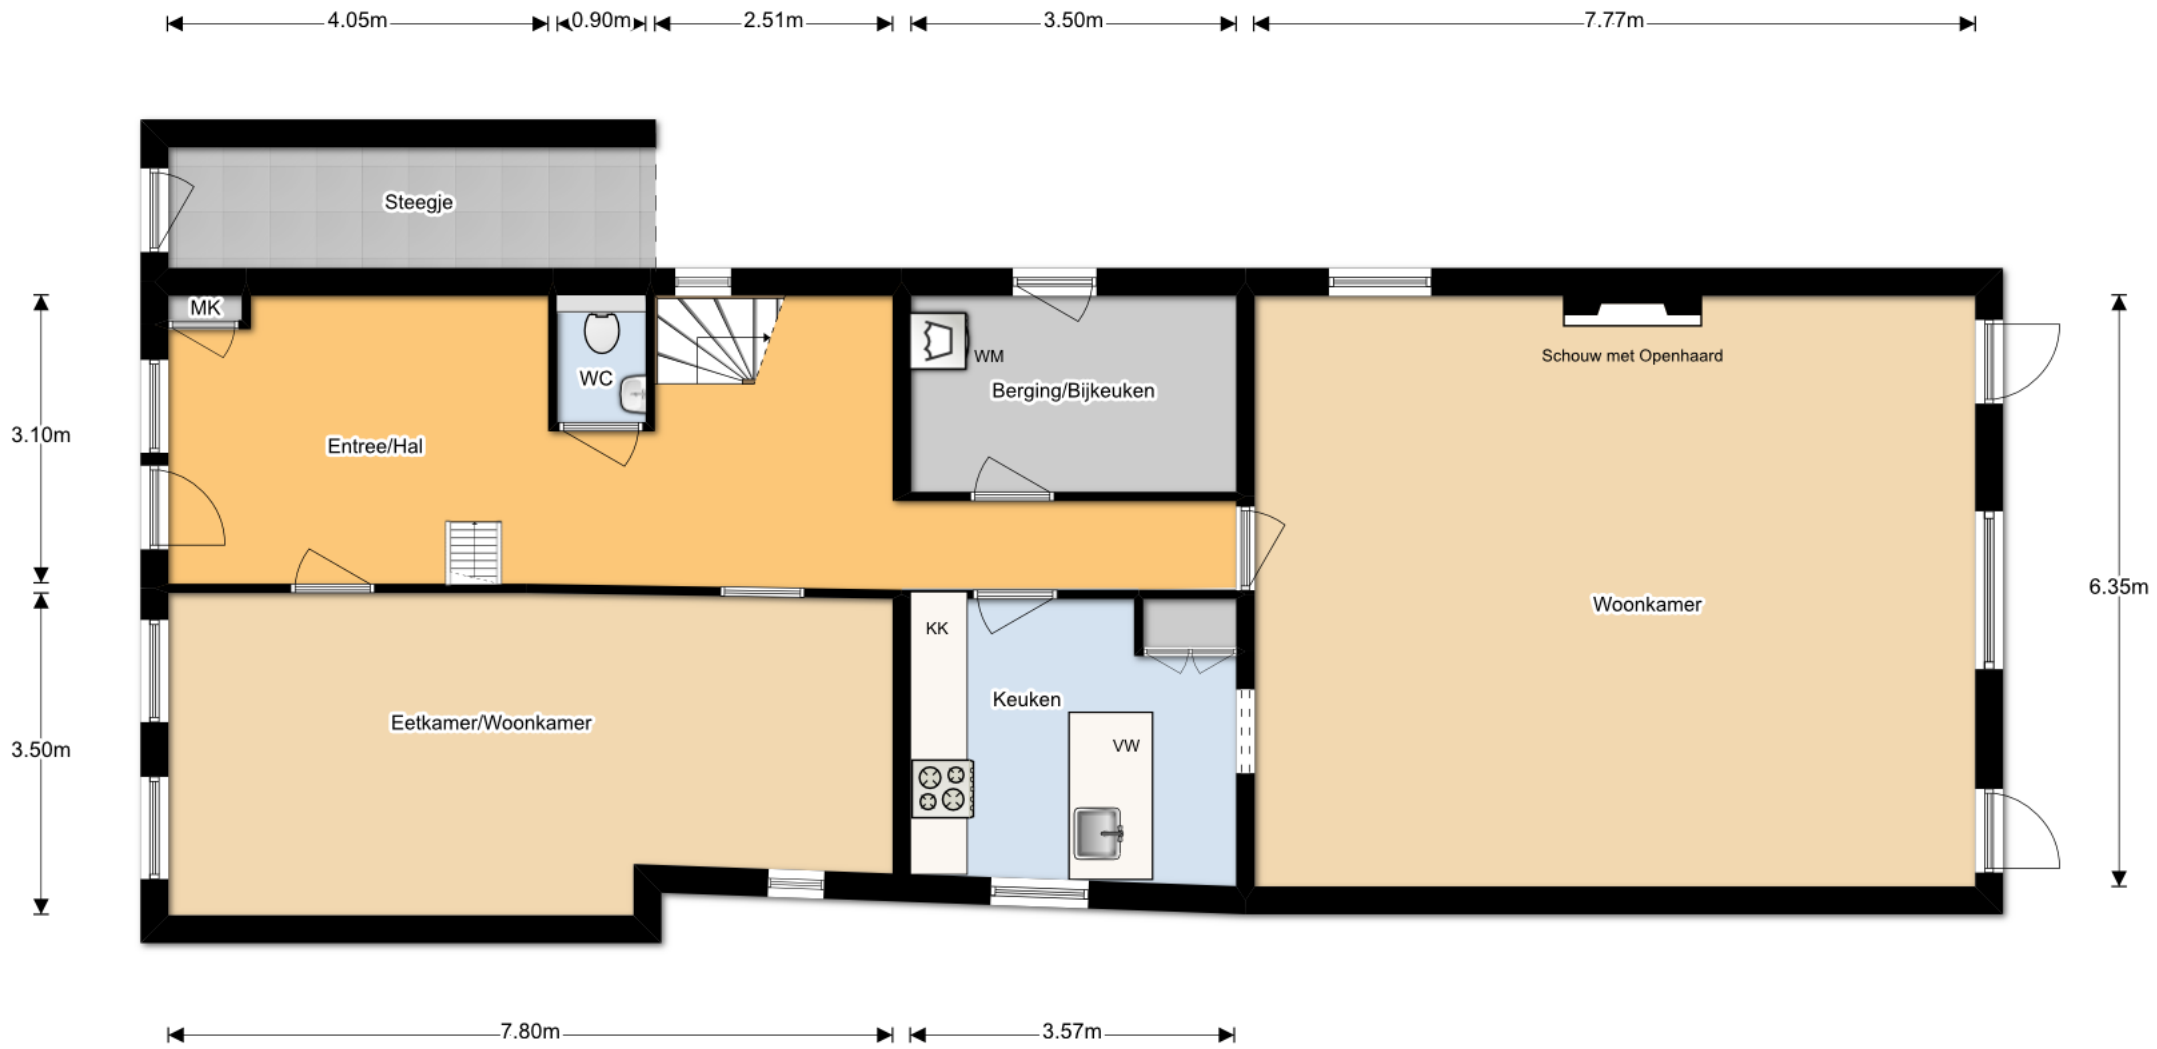 4.05m
0.90m
2.51m
3.50m
7.77m
Steegje
MK
WC
WM
Berging/Bijkeuken
Schouw met Openhaard
Entree/Hal
3.10m
6.35m
Woonkamer
KK
Keuken
Eetkamer/Woonkamer
VW
3.50m
7.80m
3.57m